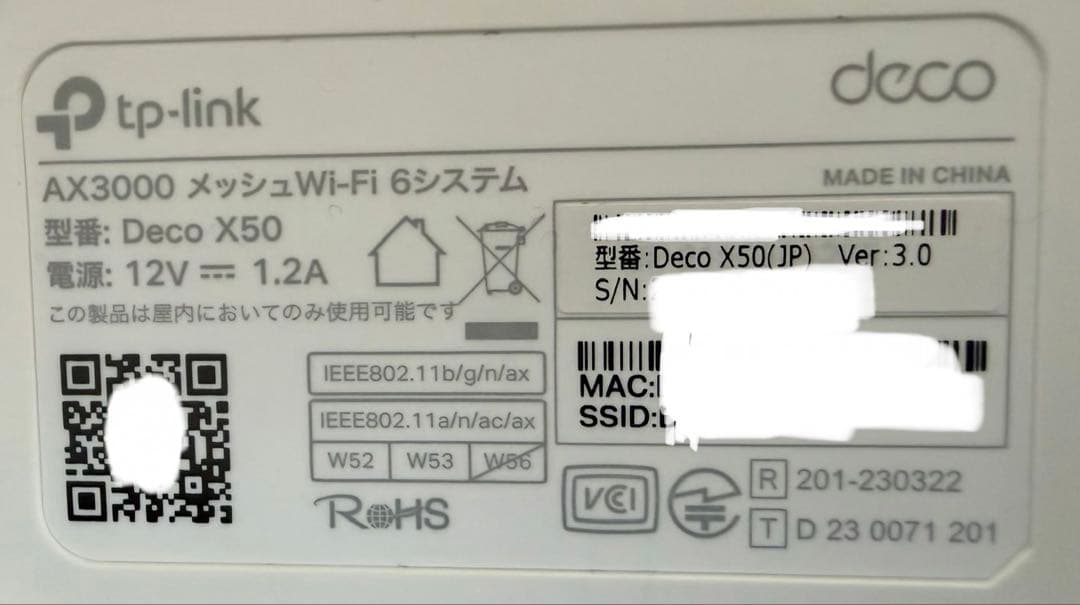 tp-link
deco
AX3000 メッシュWi-Fi 6システム
MADE IN CHINA
型番: Deco X50
電源: 12V ⎓ 1.2A
この製品は屋内においてのみ使用可能です
型番:Deco X50(JP) Ver:3.0
S/N:
MAC:
SSID:
IEEE802.11b/g/n/ax
IEEE802.11a/n/ac/ax
W52 W53 W56
RoHS
VCI
R 201-230322
T D 23 0071 201